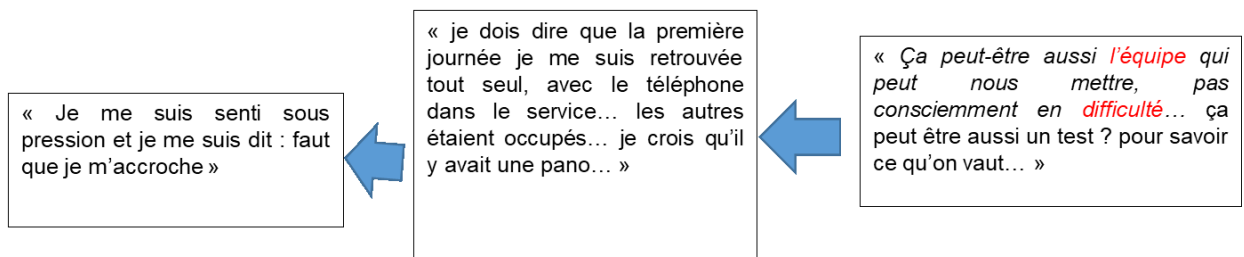 « Je me suis senti sous
pression et je me suis dit : faut
que je m’accroche »
« je dois dire que la première
journée je me suis retrouvée
tout seul, avec le téléphone
dans le service… les autres
étaient occupés… je crois qu’il
y avait une pano… »
« Ça peut-être aussi l’équipe qui
peut nous mettre, pas
consciemment en difficulté… ça
peut être aussi un test ? pour savoir
ce qu’on vaut… »